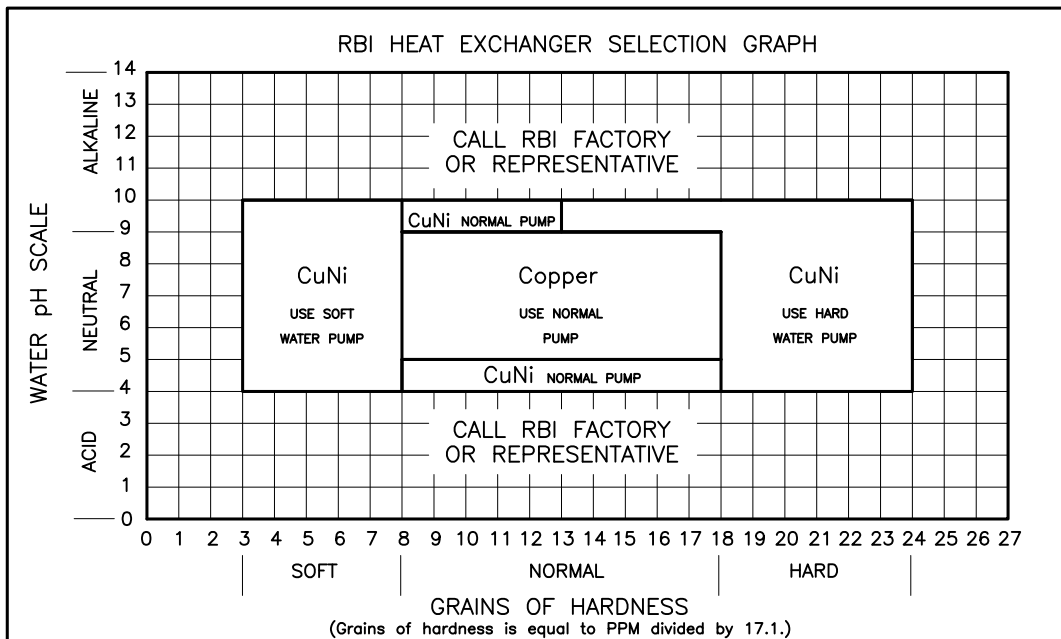 RBI HEAT EXCHANGER SELECTION GRAPH
WATER pH SCALE
ALKALINE
NEUTRAL
ACID
14
13
12
11
10
9
8
7
6
5
4
3
2
1
0
CALL RBI FACTORY
OR REPRESENTATIVE
CuNi NORMAL PUMP
CuNi
USE SOFT
WATER PUMP
Copper
USE NORMAL
PUMP
CuNi
USE HARD
WATER PUMP
CuNi NORMAL PUMP
CALL RBI FACTORY
OR REPRESENTATIVE
0 1 2 3 4 5 6 7 8 9 10 11 12 13 14 15 16 17 18 19 20 21 22 23 24 25 26 27
SOFT NORMAL HARD
GRAINS OF HARDNESS
(Grains of hardness is equal to PPM divided by 17.1.)